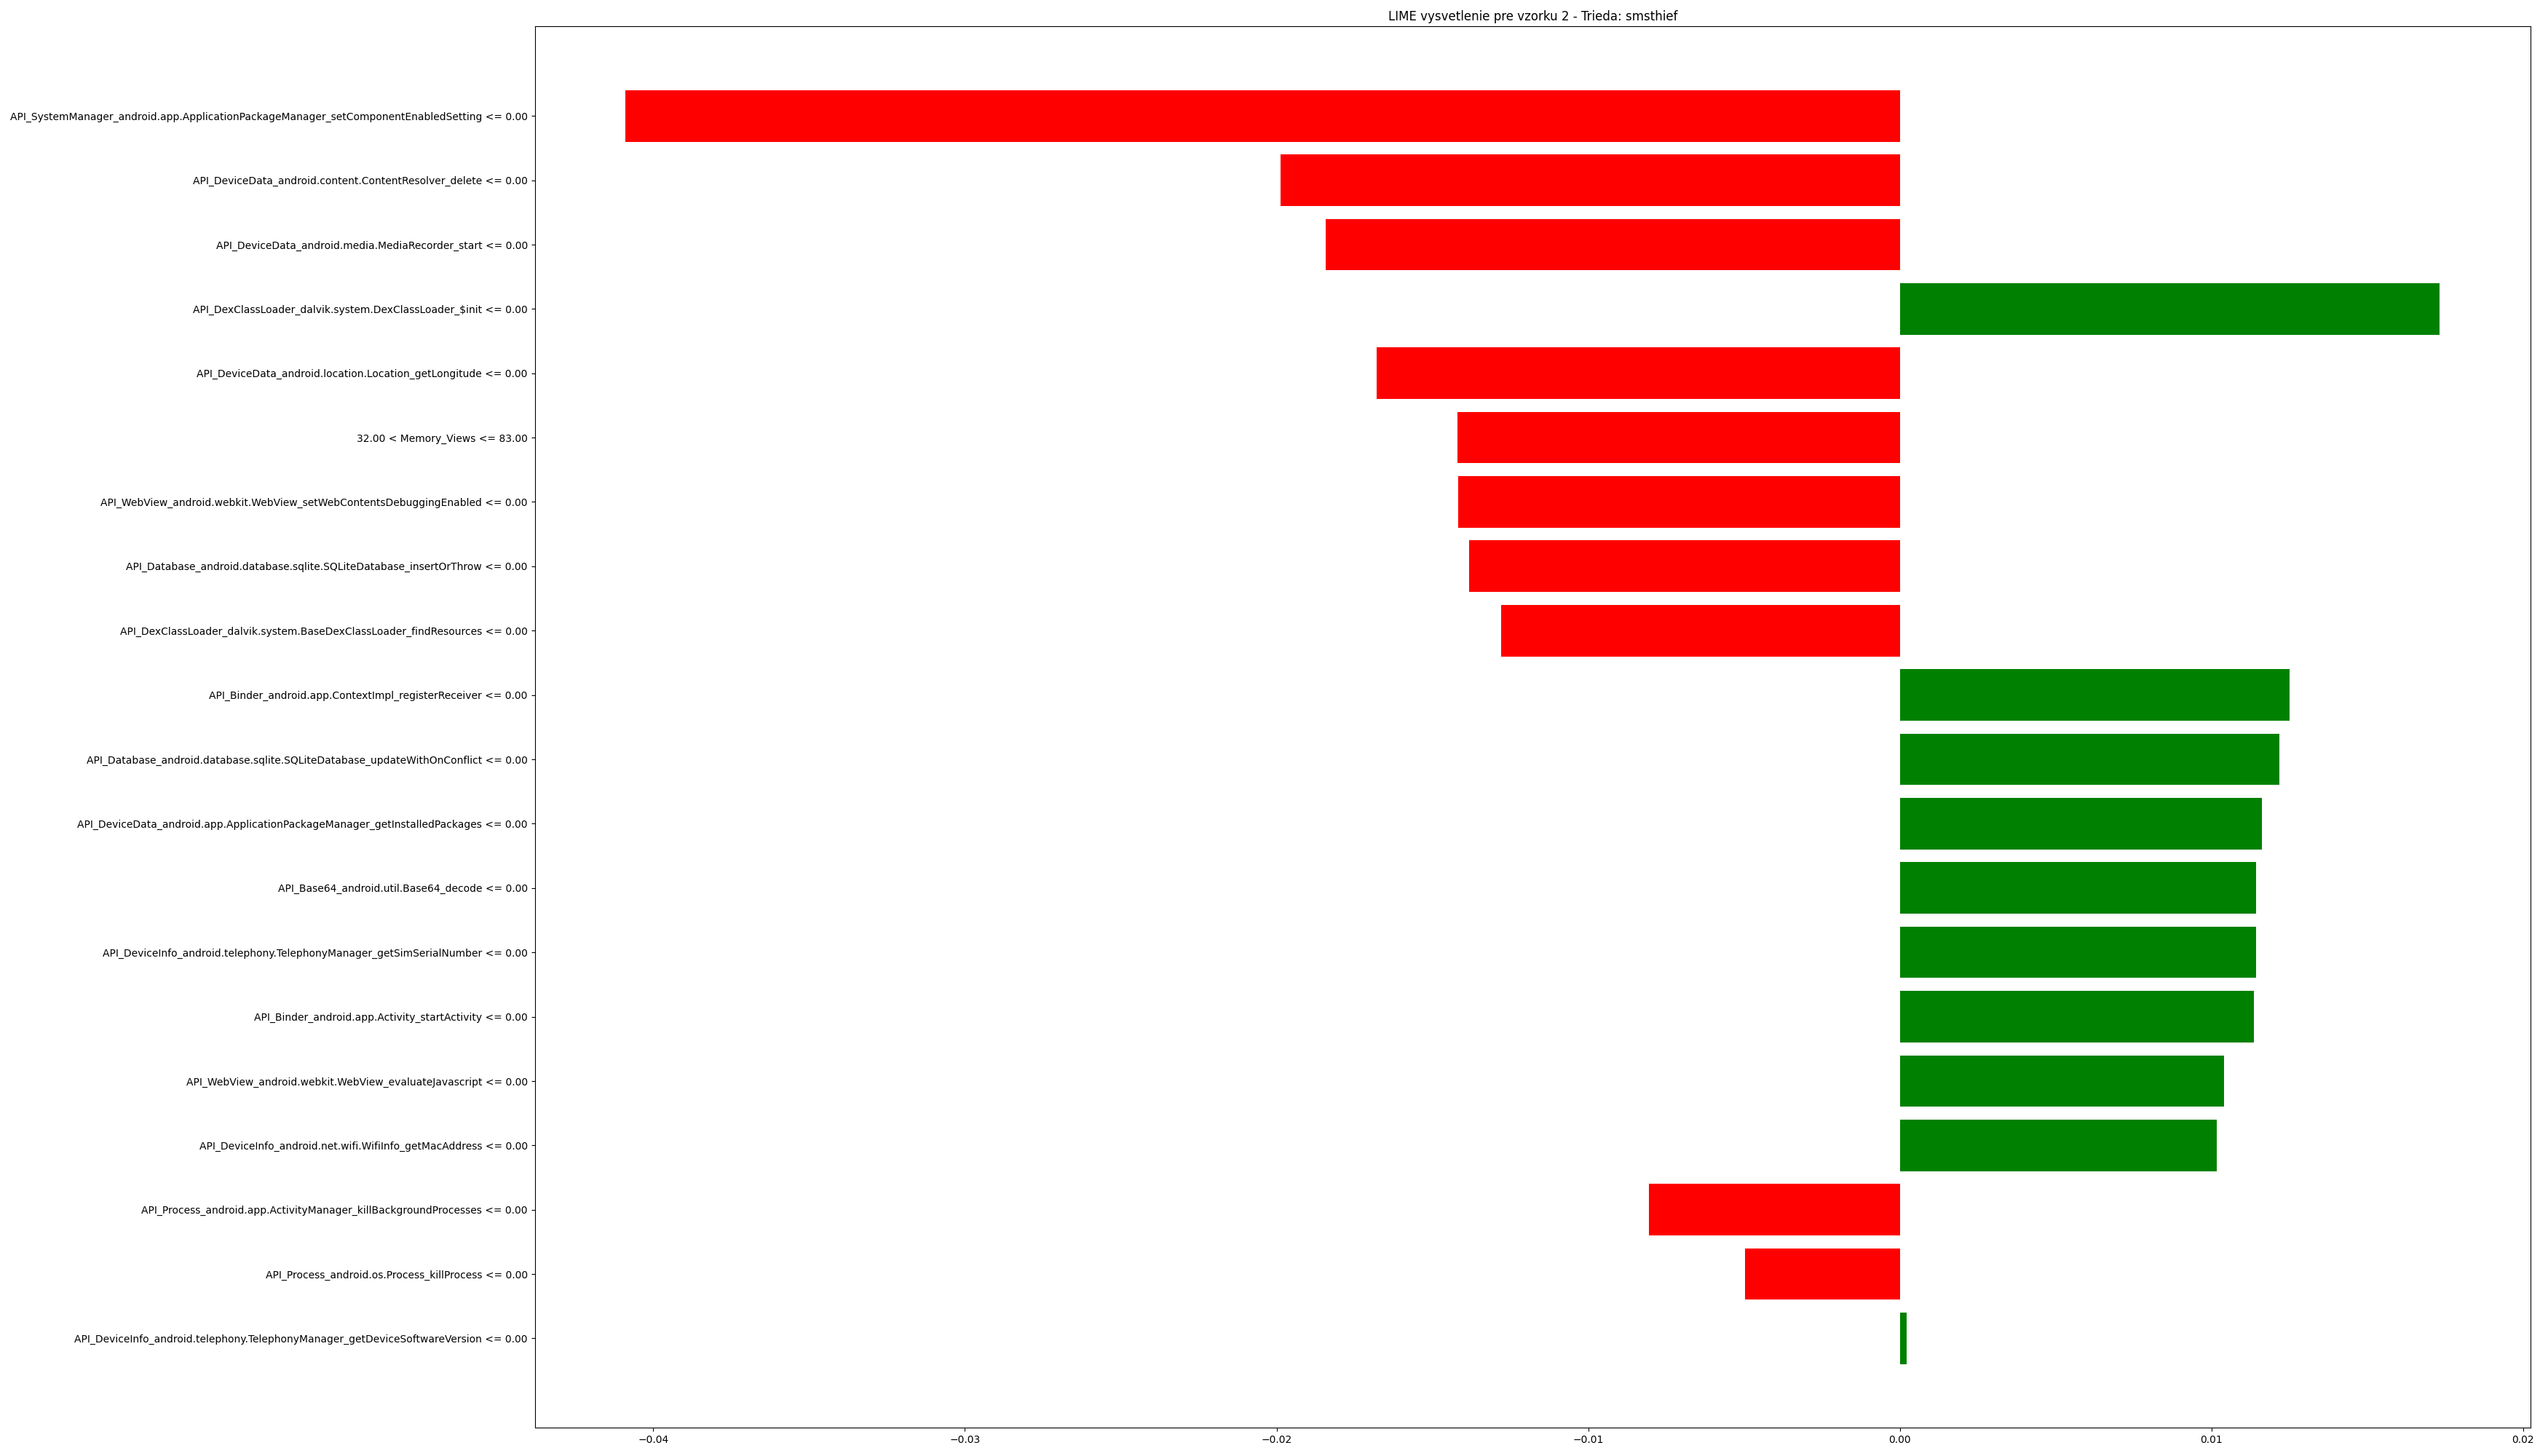 LIME vysvetlenie pre vzorku 2 - Trieda: smsthief
API_SystemManager_android.app.ApplicationPackageManager_setComponentEnabledSetting <= 0.00
API_DeviceData_android.content.ContentResolver_delete <= 0.00
API_DeviceData_android.media.MediaRecorder_start <= 0.00
API_DexClassLoader_dalvik.system.DexClassLoader_$init <= 0.00
API_DeviceData_android.location.Location_getLongitude <= 0.00
32.00 < Memory_Views <= 83.00
API_WebView_android.webkit.WebView_setWebContentsDebuggingEnabled <= 0.00
API_Database_android.database.sqlite.SQLiteDatabase_insertOrThrow <= 0.00
API_DexClassLoader_dalvik.system.BaseDexClassLoader_findResources <= 0.00
API_Binder_android.app.ContextImpl_registerReceiver <= 0.00
API_Database_android.database.sqlite.SQLiteDatabase_updateWithOnConflict <= 0.00
API_DeviceData_android.app.ApplicationPackageManager_getInstalledPackages <= 0.00
API_Base64_android.util.Base64_decode <= 0.00
API_DeviceInfo_android.telephony.TelephonyManager_getSimSerialNumber <= 0.00
API_Binder_android.app.Activity_startActivity <= 0.00
API_WebView_android.webkit.WebView_evaluateJavascript <= 0.00
API_DeviceInfo_android.net.wifi.WifiInfo_getMacAddress <= 0.00
API_Process_android.app.ActivityManager_killBackgroundProcesses <= 0.00
API_Process_android.os.Process_killProcess <= 0.00
API_DeviceInfo_android.telephony.TelephonyManager_getDeviceSoftwareVersion <= 0.00
−0.04 −0.03 −0.02 −0.01 0.00 0.01 0.02